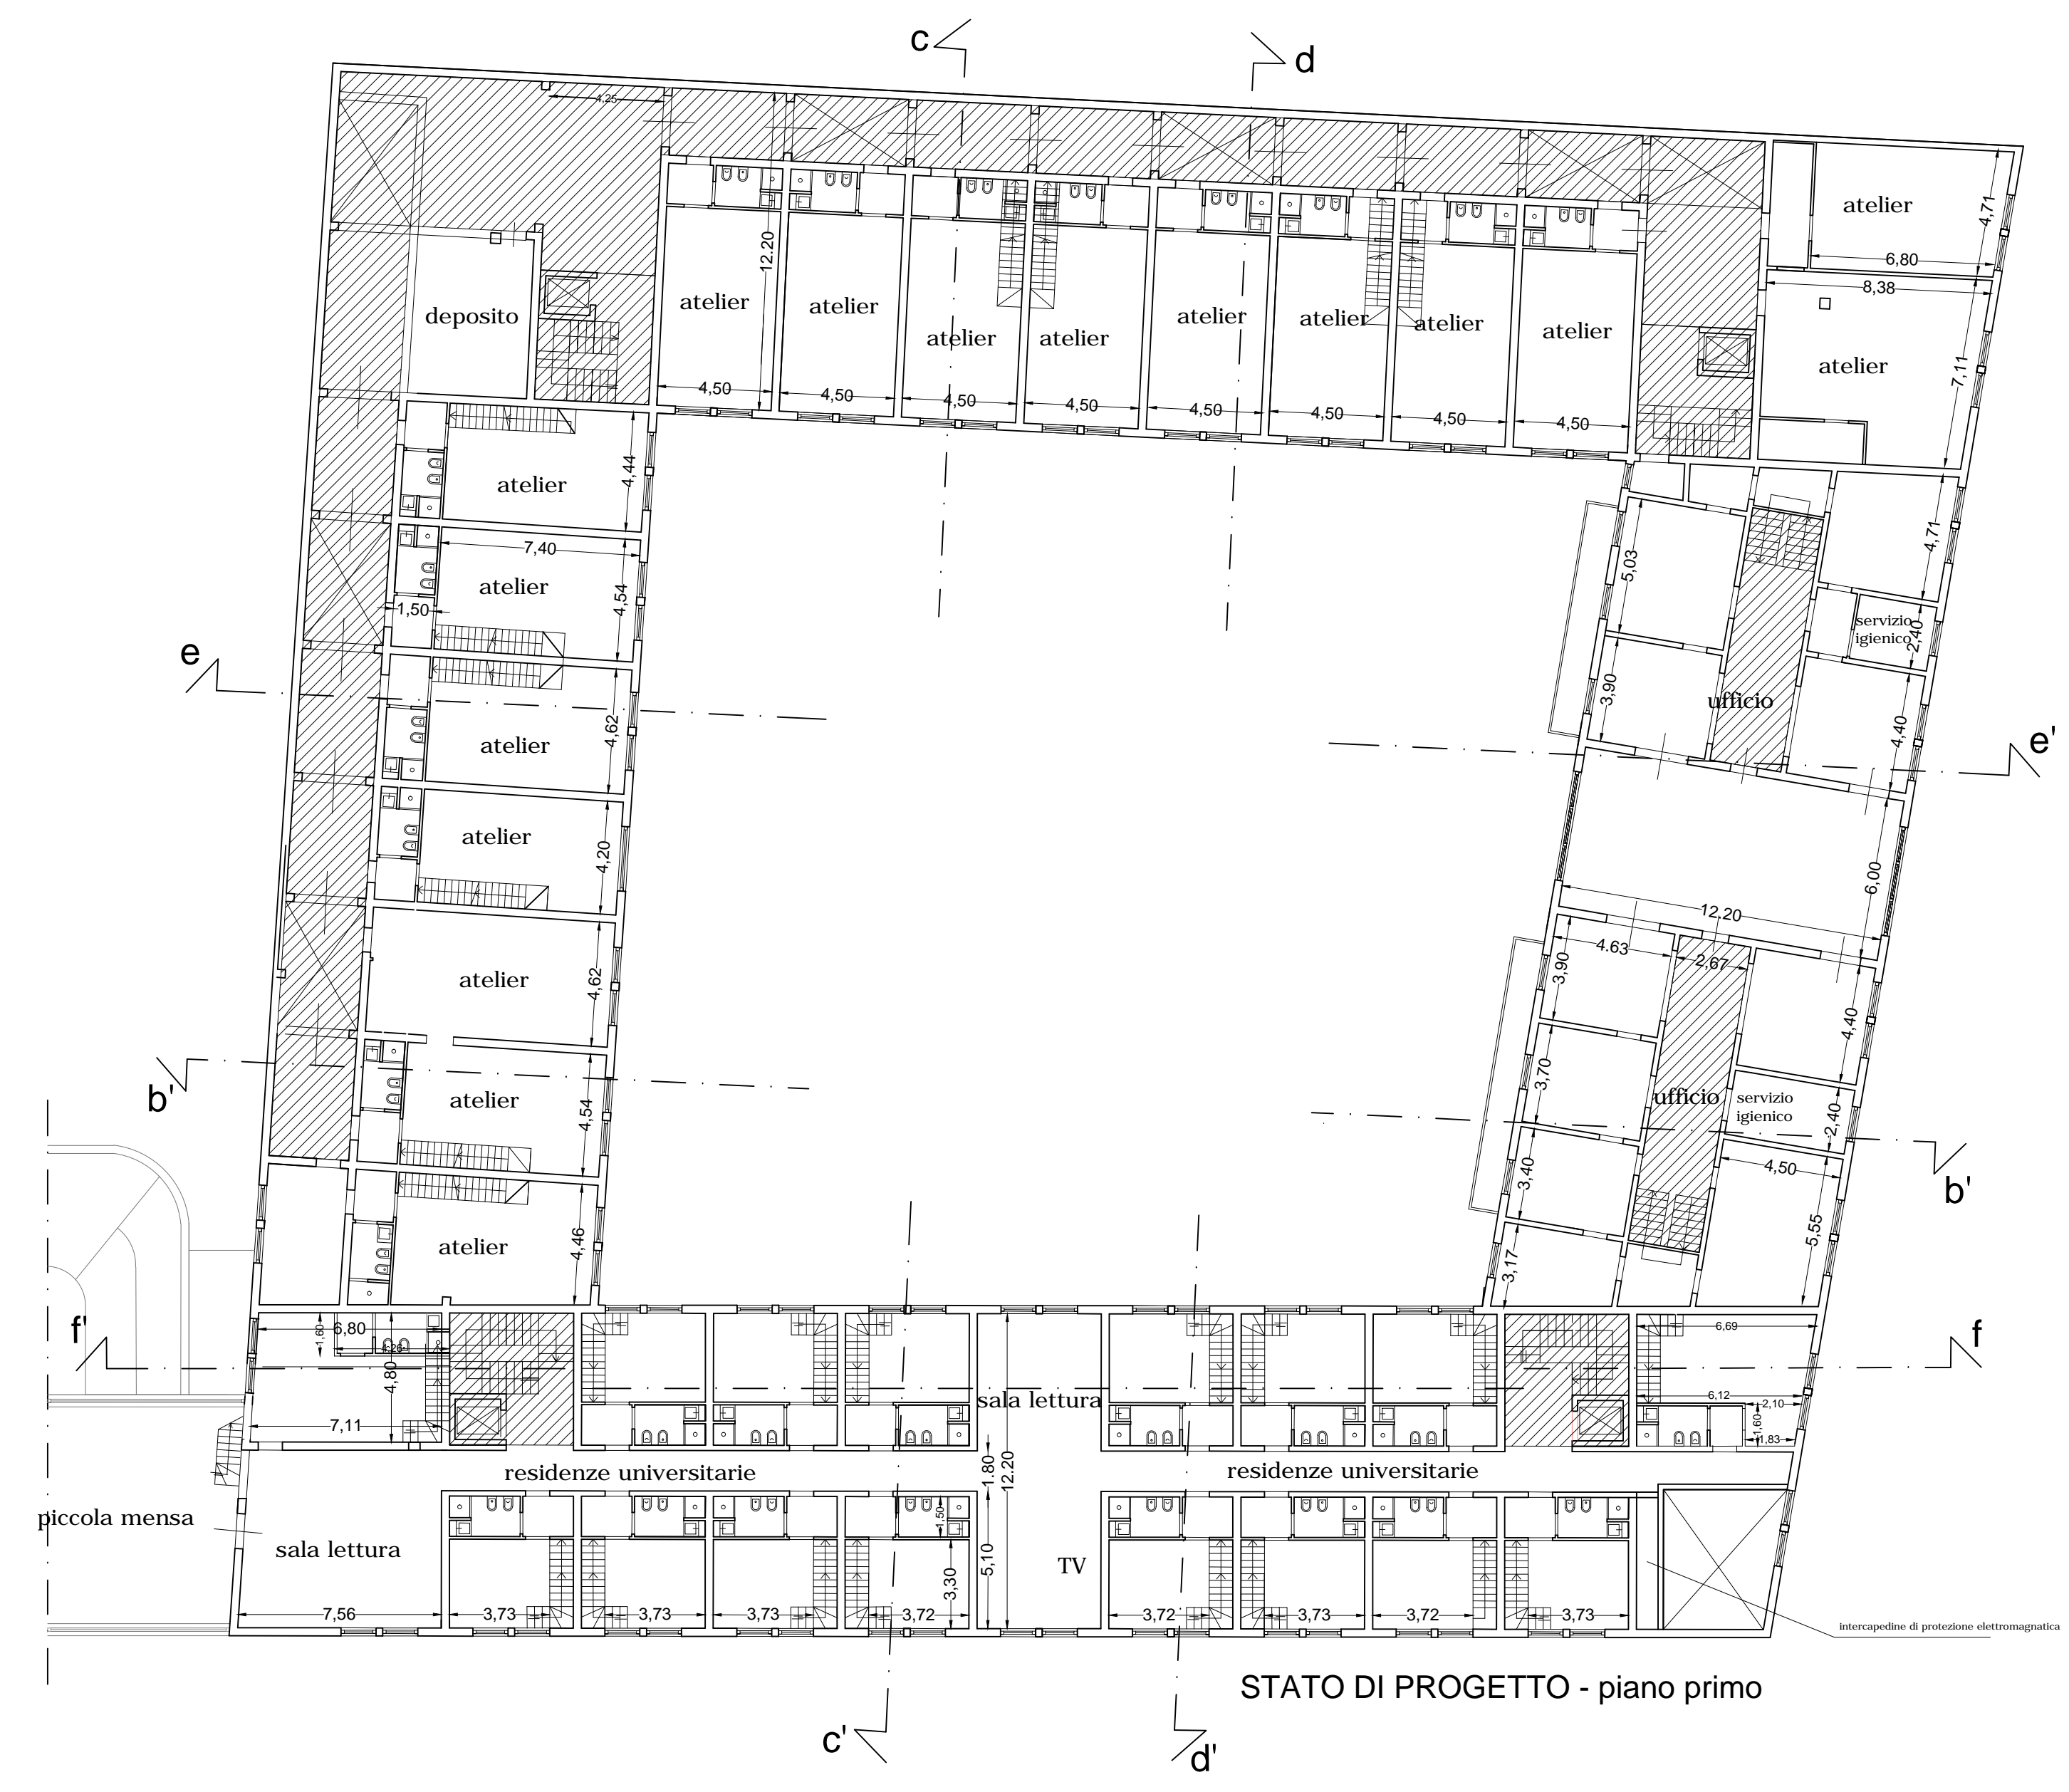 c
d
4,25
atelier
4,71
6,80
8,38
12.20
deposito
atelier
atelier
atelier
atelier
atelier
atelier
atelier
atelier
atelier
7,11
4,50
4,50
4,50
4,50
4,50
4,50
4,50
4,50
4,44
atelier
7,40
atelier
4,54
1,50
4,71
5,03
servizio
igienico
2,40
e
3,90
ufficio
4,40
atelier
4,62
e'
atelier
4,20
6,00
12.20
4.63
2,67
3,90
atelier
4,62
4,40
b'
atelier
4,54
3,70
ufficio
servizio
igienico
2,40
3,40
4,50
b'
atelier
4,46
5,55
3,17
f'
6,80
1,60
4,26
4,80
7,11
sala lettura
6,69
f
6,12
2,10
1,60
1,83
residenze universitarie
1.80
12.20
residenze universitarie
piccola mensa
sala lettura
1,50
5,10
3,30
TV
7,56
3,73
3,73
3,73
3,72
3,72
3,73
3,72
3,73
intercapedine di protezione elettromagnatica
STATO DI PROGETTO - piano primo
c'
d'